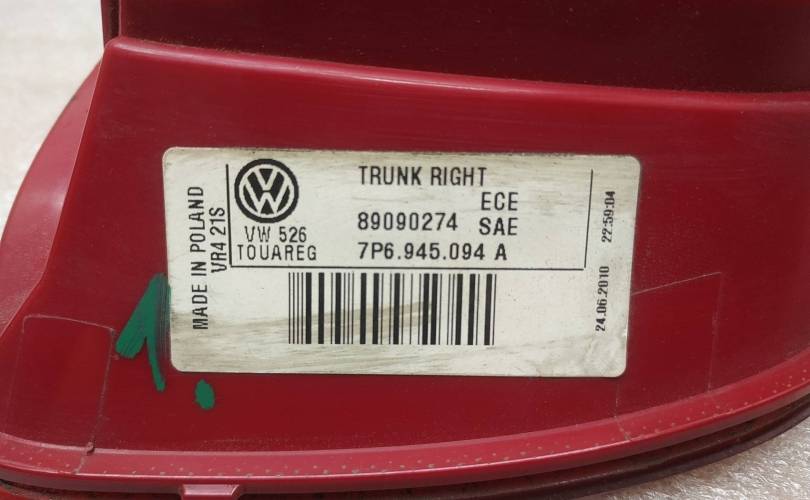 MADE IN POLAND
VR4 21S
VW 526
TOUAREG
TRUNK RIGHT
ECE
89090274 SAE
7P6.945.094 A
24.06.2010 22:59:04
1.